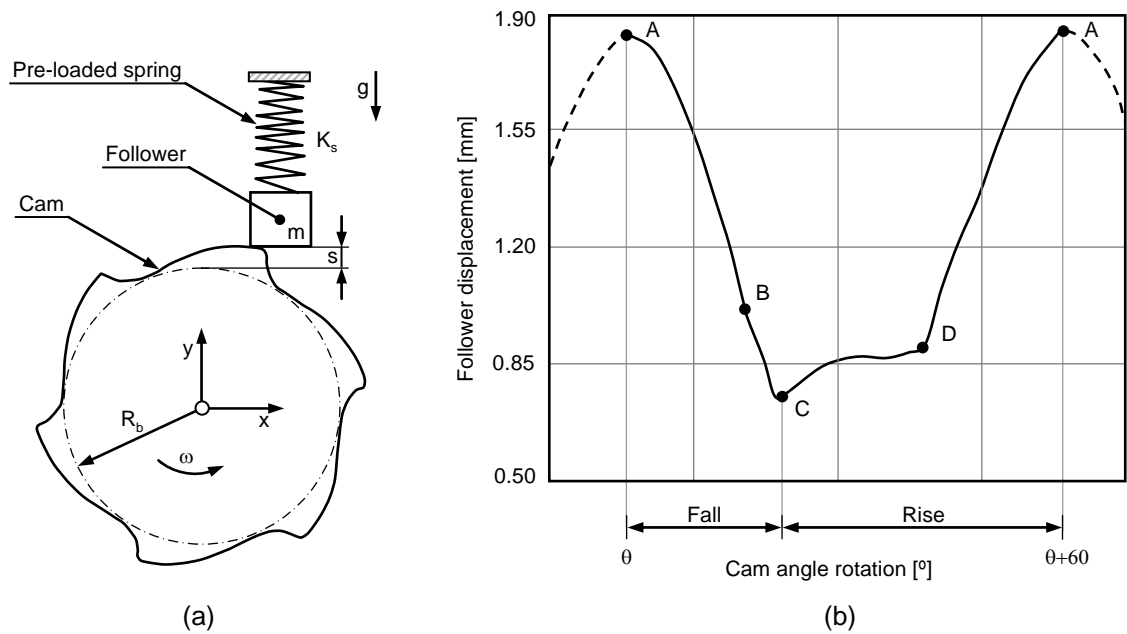 Pre-loaded spring
g
K_s
Follower
Cam
m
s
y
x
R_b
ω
(a)
Follower displacement [mm]
1.90
1.55
1.20
0.85
0.50
A
A
B
D
C
Fall
Rise
θ
θ+60
Cam angle rotation [º]
(b)